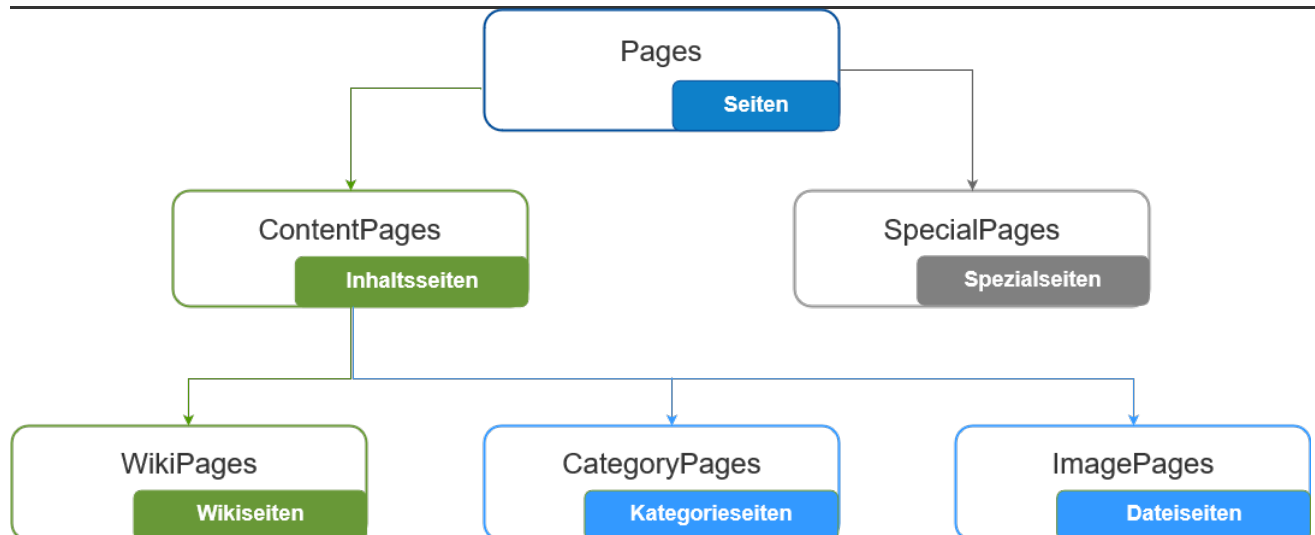 Pages
Seiten
ContentPages
Inhaltsseiten
SpecialPages
Spezialseiten
WikiPages
Wikiseiten
CategoryPages
Kategorieseiten
ImagePages
Dateiseiten